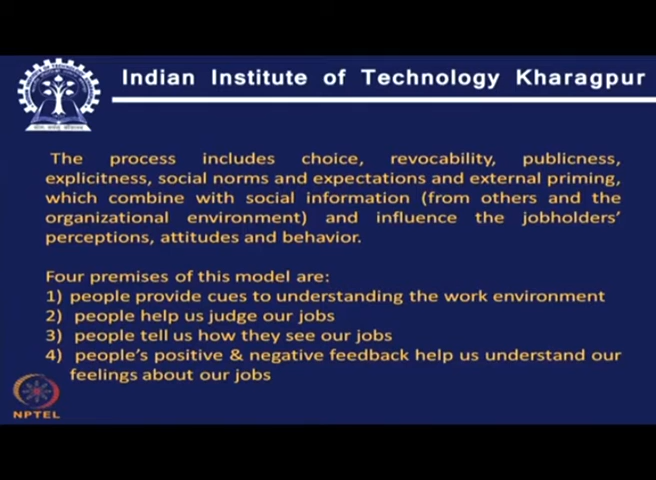 Indian Institute of Technology Kharagpur
The process includes choice, revocability, publicness,
explicitness, social norms and expectations and external priming,
which combine with social information (from others and the
organizational environment) and influence the jobholders'
perceptions, attitudes and behavior.
Four premises of this model are:
1) people provide cues to understanding the work environment
2) people help us judge our jobs
3) people tell us how they see our jobs
4) people's positive & negative feedback help us understand our
feelings about our jobs
NPTEL